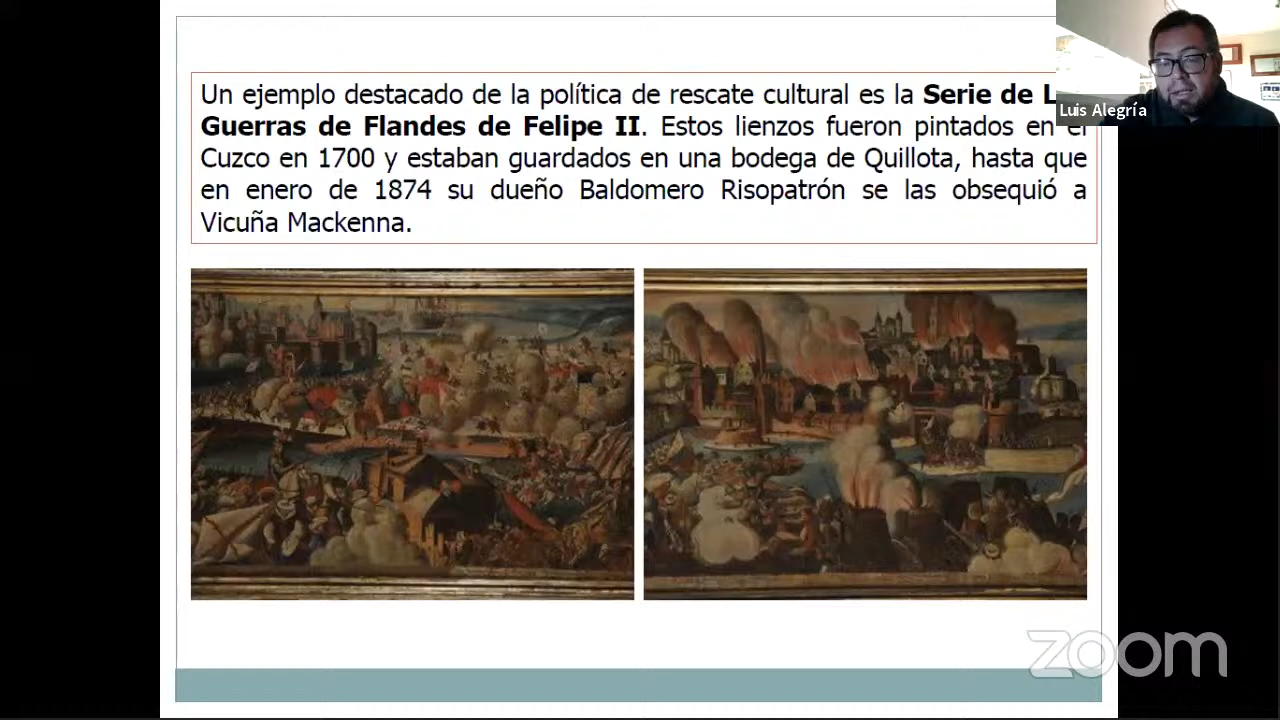 Un ejemplo destacado de la política de rescate cultural es la Serie de L
Guerras de Flandes de Felipe II. Estos lienzos fueron pintados en el
Cuzco en 1700 y estaban guardados en una bodega de Quillota, hasta que
en enero de 1874 su dueño Baldomero Risopatrón se las obsequió a
Vicuña Mackenna.
Luis Alegría
zoom